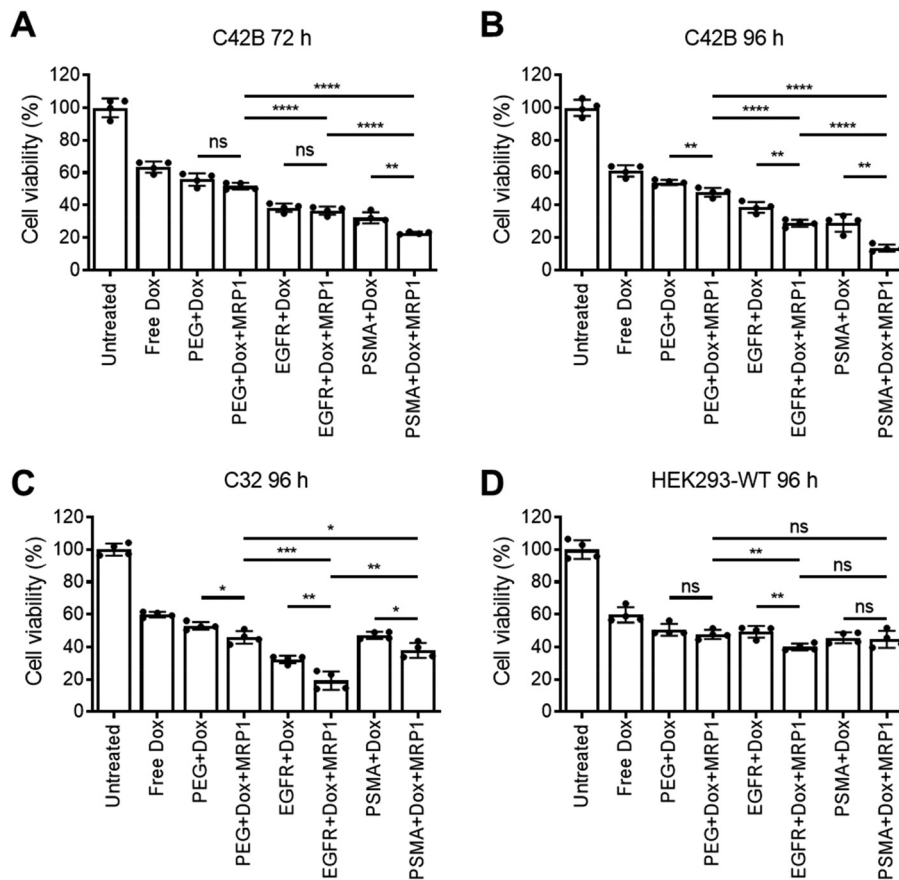 A
C42B 72 h
Cell viability (%)
120
100
80
60
40
20
0
ns
****
ns
****
****
**
Untreated
Free Dox
PEG+Dox
PEG+Dox+MRP1
EGFR+Dox
EGFR+Dox+MRP1
PSMA+Dox
PSMA+Dox+MRP1
B
C42B 96 h
Cell viability (%)
120
100
80
60
40
20
0
**
****
**
****
****
**
Untreated
Free Dox
PEG+Dox
PEG+Dox+MRP1
EGFR+Dox
EGFR+Dox+MRP1
PSMA+Dox
PSMA+Dox+MRP1
C
C32 96 h
Cell viability (%)
120
100
80
60
40
20
0
*
***
**
*
**
*
Untreated
Free Dox
PEG+Dox
PEG+Dox+MRP1
EGFR+Dox
EGFR+Dox+MRP1
PSMA+Dox
PSMA+Dox+MRP1
D
HEK293-WT 96 h
Cell viability (%)
120
100
80
60
40
20
0
ns
**
**
ns
ns
ns
Untreated
Free Dox
PEG+Dox
PEG+Dox+MRP1
EGFR+Dox
EGFR+Dox+MRP1
PSMA+Dox
PSMA+Dox+MRP1